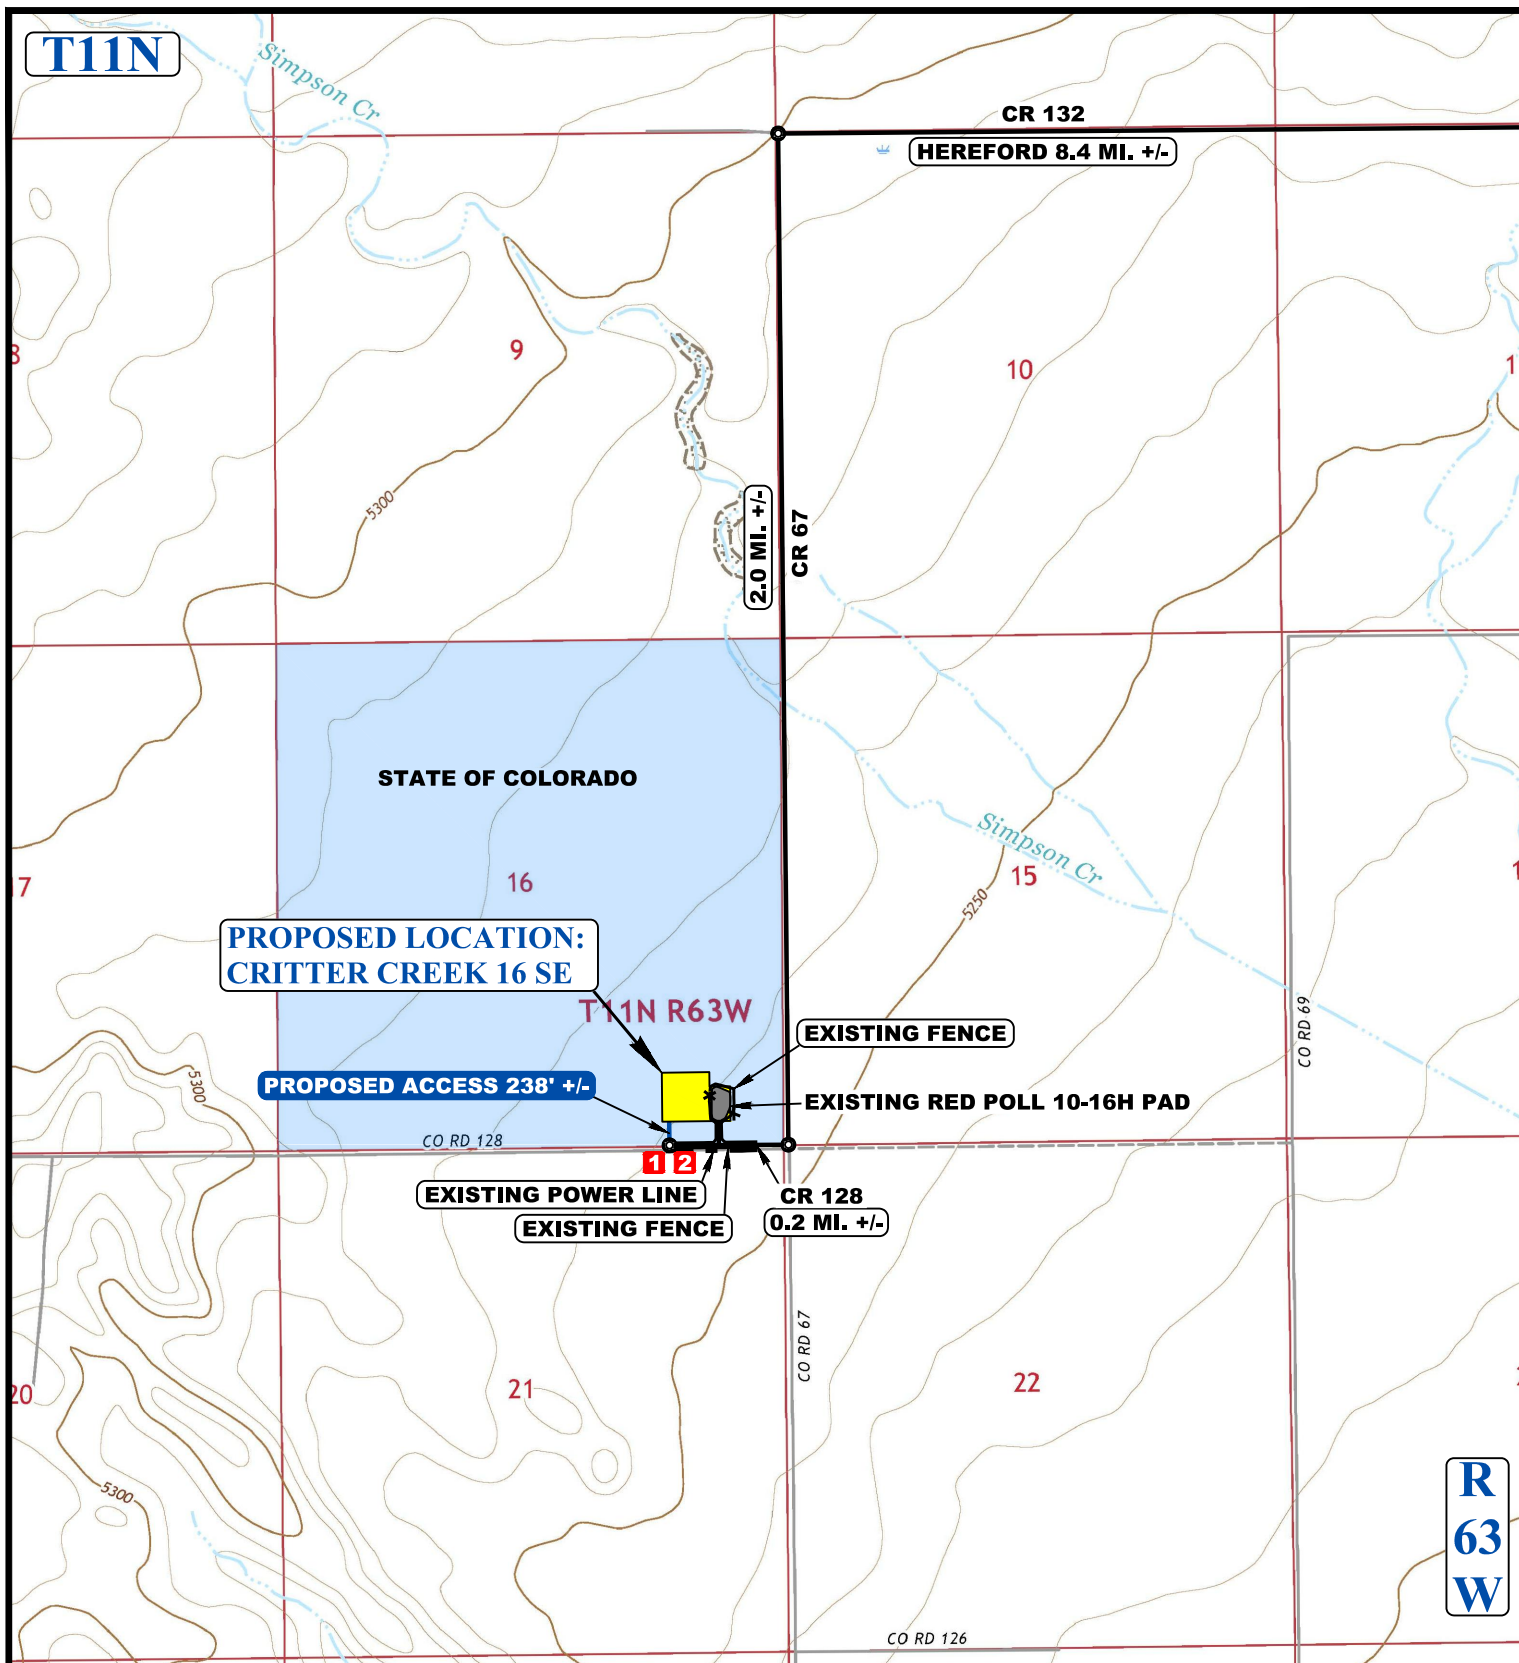 T11N
Simpson Cr
CR 132
HEREFORD 8.4 MI. +/-
8
9
10
5300
2.0 MI. +/-
CR 67
STATE OF COLORADO
Simpson Cr
17
16
15
5250
PROPOSED LOCATION:
CRITTER CREEK 16 SE
T11N R63W
CO RD 69
EXISTING FENCE
5300
PROPOSED ACCESS 238' +/-
EXISTING RED POLL 10-16H PAD
CO RD 128
1 2
EXISTING POWER LINE
CR 128
0.2 MI. +/-
EXISTING FENCE
CO RD 67
20
21
22
5300
R
63
W
CO RD 126